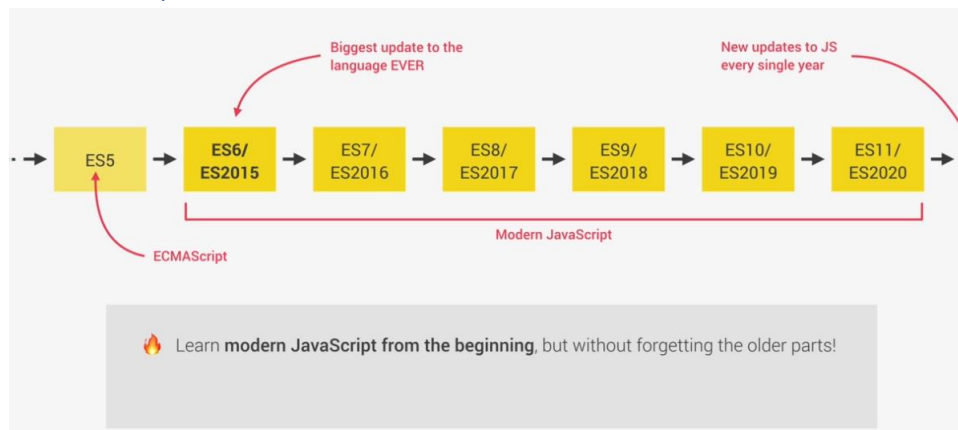 Biggest update to the
language EVER
New updates to JS
every single year
ES5
ES6/
ES2015
ES7/
ES2016
ES8/
ES2017
ES9/
ES2018
ES10/
ES2019
ES11/
ES2020
Modern JavaScript
ECMAScript
🔥 Learn modern JavaScript from the beginning, but without forgetting the older parts!